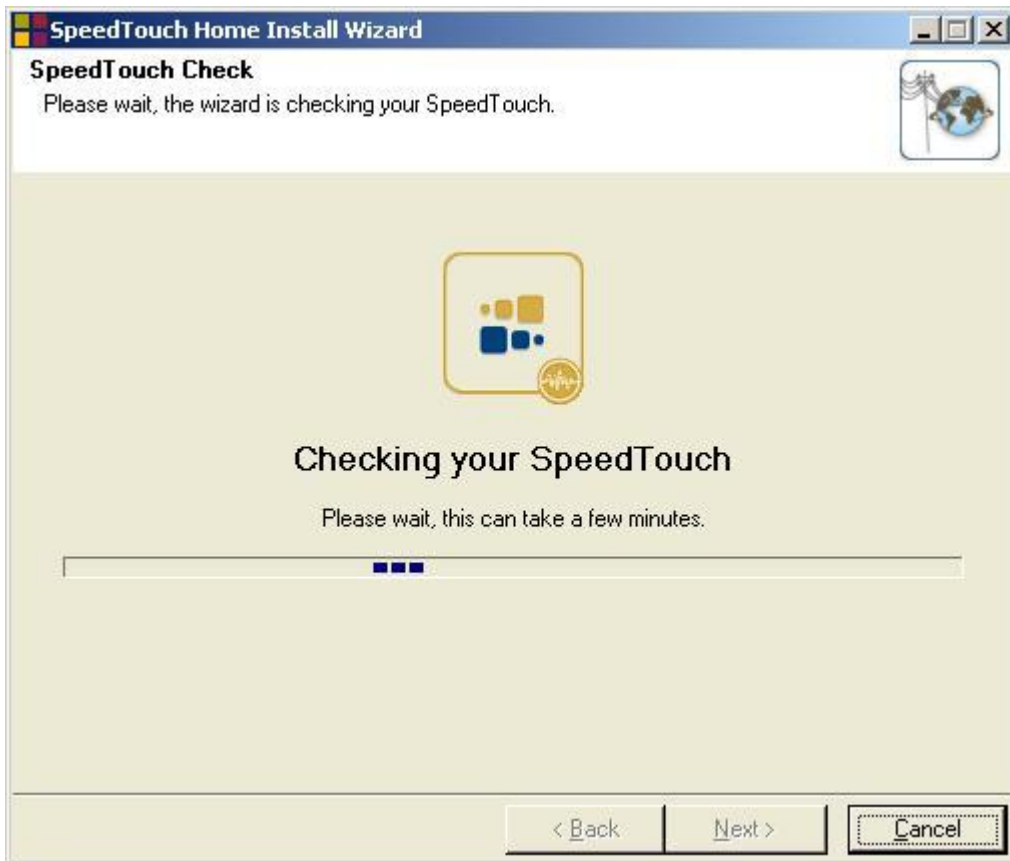 SpeedTouch Home Install Wizard
SpeedTouch Check
Please wait, the wizard is checking your SpeedTouch.
Checking your SpeedTouch
Please wait, this can take a few minutes.
< Back Next > Cancel